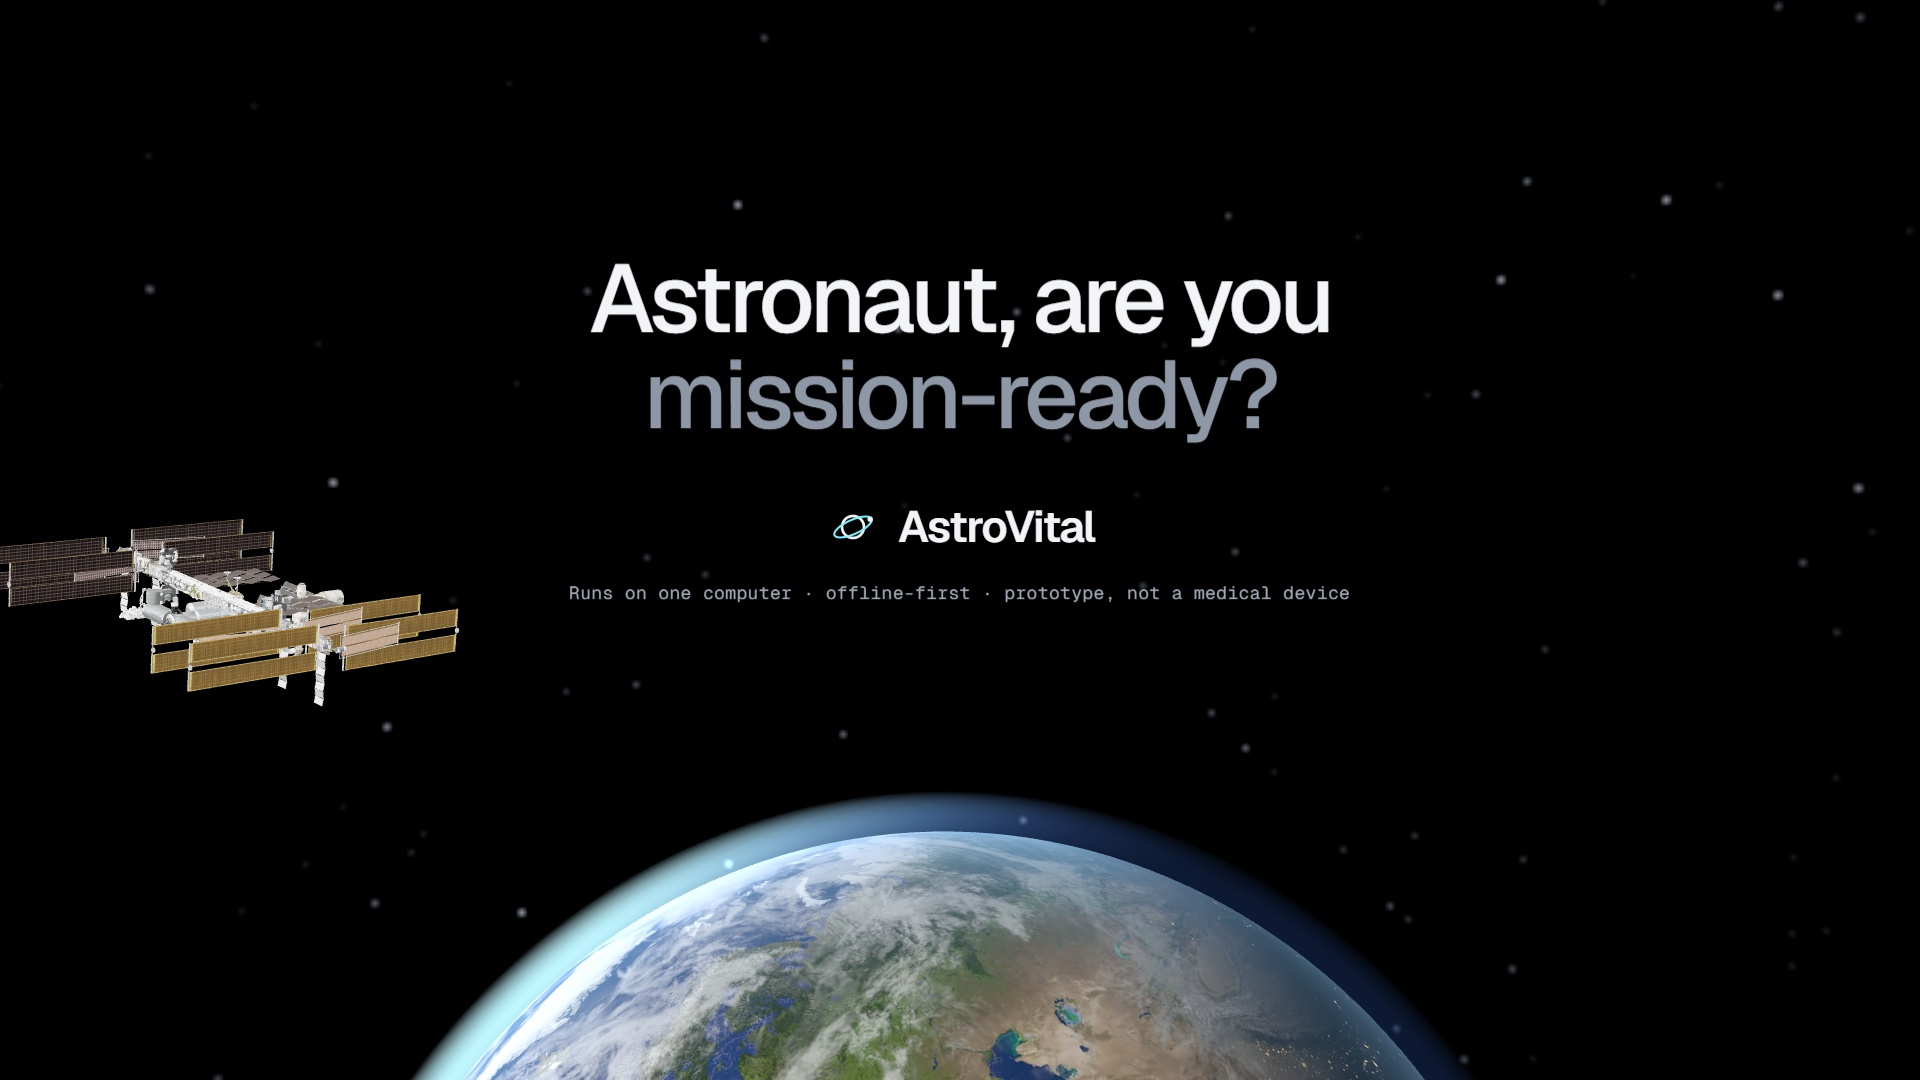 Astronaut, are you
mission-ready?
AstroVital
Runs on one computer · offline-first · prototype, not a medical device